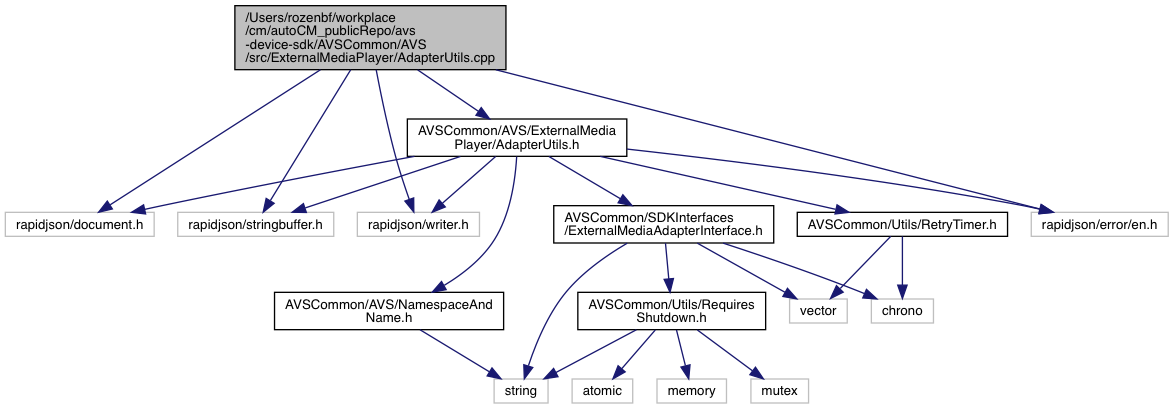 /Users/rozenbf/workplace
/cm/autoCM_publicRepo/avs
-device-sdk/AVSCommon/AVS
/src/ExternalMediaPlayer/AdapterUtils.cpp
AVSCommon/AVS/ExternalMedia
Player/AdapterUtils.h
rapidjson/document.h
rapidjson/stringbuffer.h
rapidjson/writer.h
AVSCommon/SDKInterfaces
/ExternalMediaAdapterInterface.h
AVSCommon/Utils/RetryTimer.h
rapidjson/error/en.h
AVSCommon/AVS/NamespaceAnd
Name.h
AVSCommon/Utils/Requires
Shutdown.h
vector
chrono
string
atomic
memory
mutex